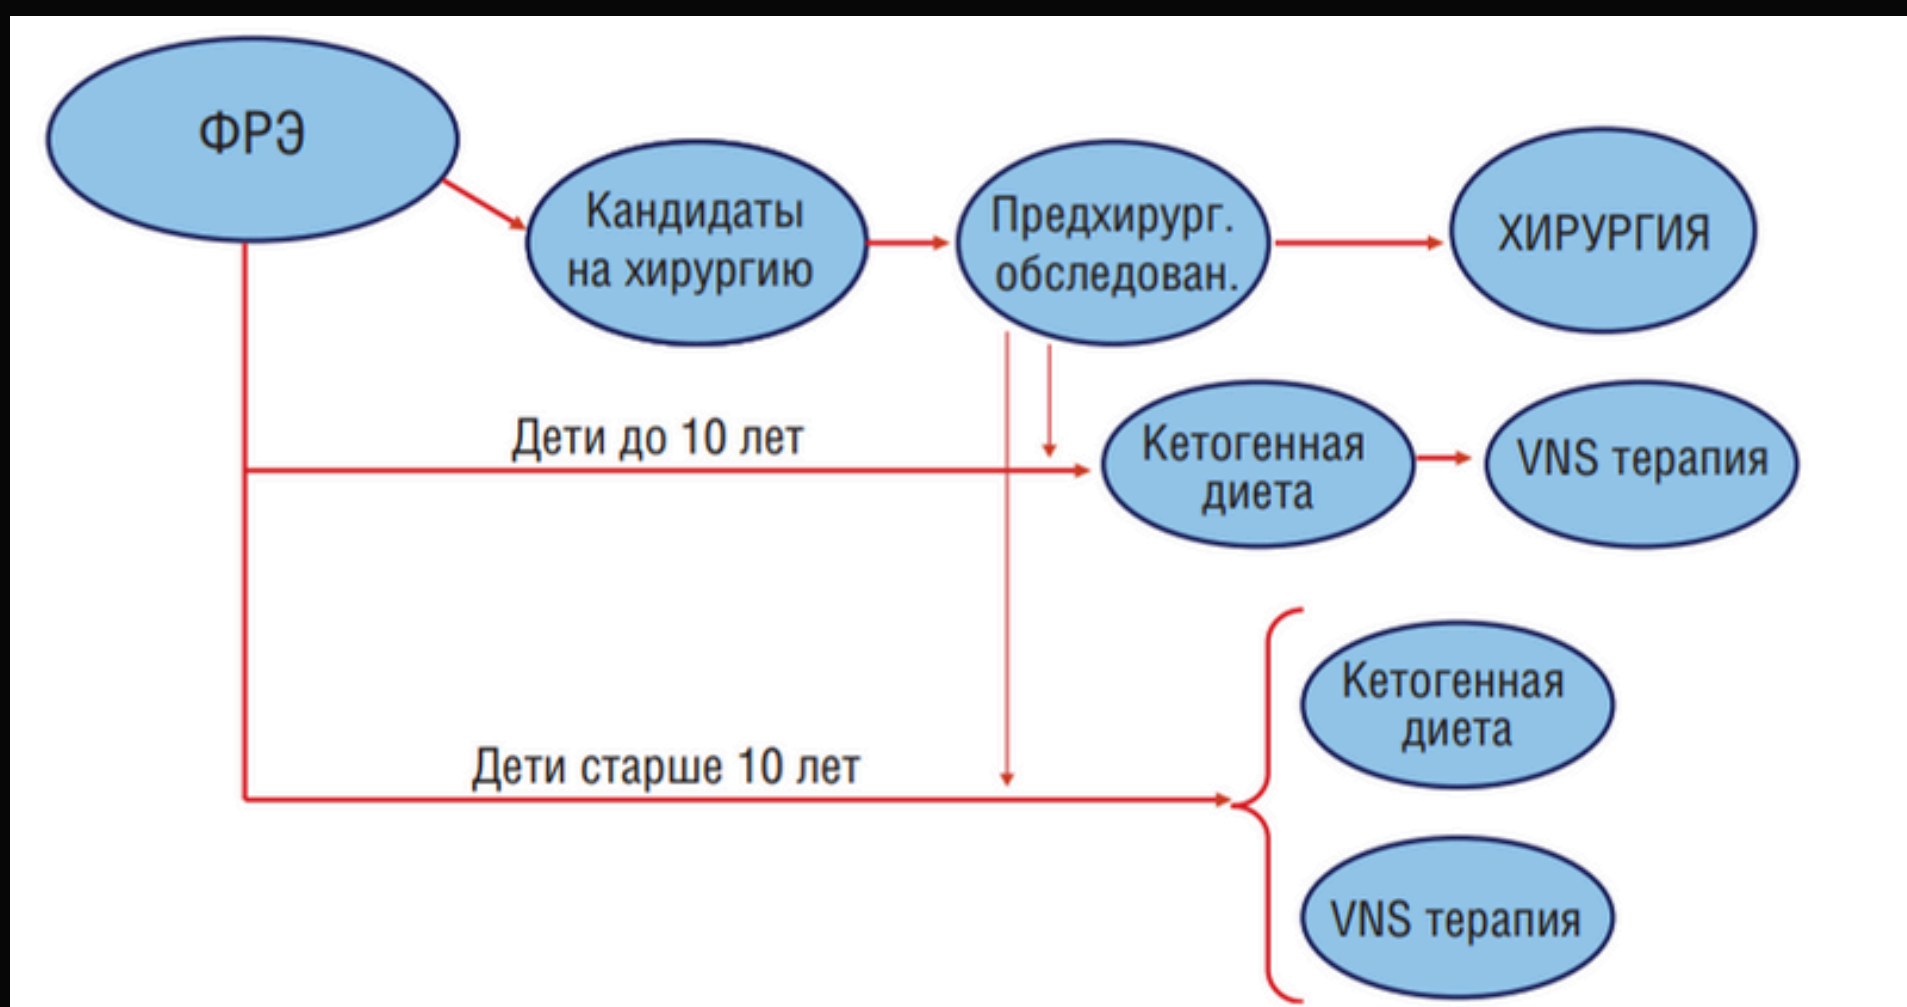 ФРЭ
Кандидаты
на хирургию
Предхирург.
обследован.
ХИРУРГИЯ
Дети до 10 лет
Кетогенная
диета
VNS терапия
Дети старше 10 лет
Кетогенная
диета
VNS терапия